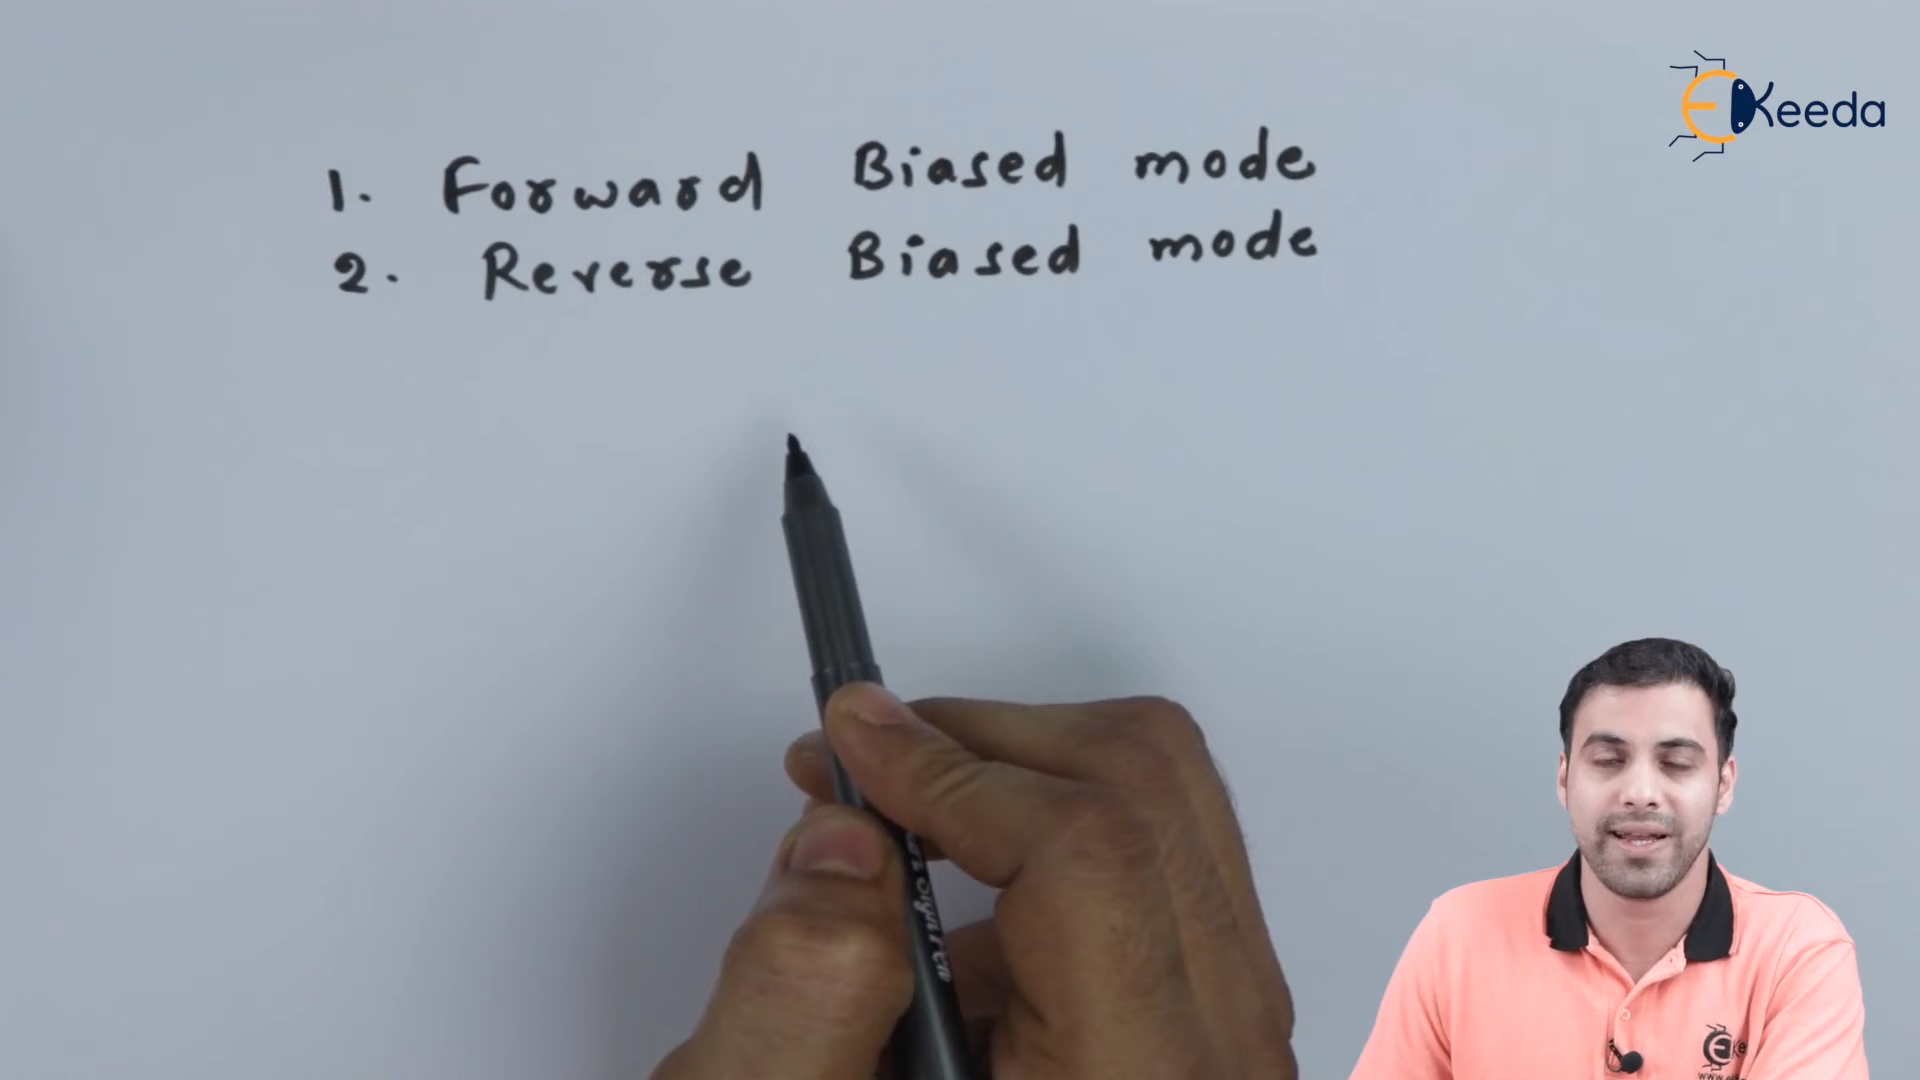 1. Forward Biased mode
2. Reverse Biased mode
EKeeda